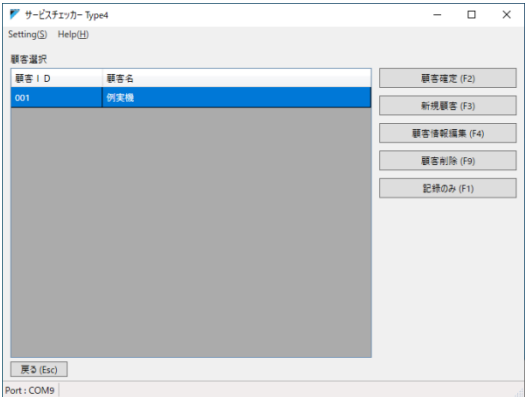 サービスチェッカー Type4
Setting(S) Help(H)
顧客選択
顧客ＩＤ 顧客名
001 例実機
顧客確定 (F2)
新規顧客 (F3)
顧客情報編集 (F4)
顧客削除 (F9)
記録のみ (F1)
戻る (Esc)
Port : COM9